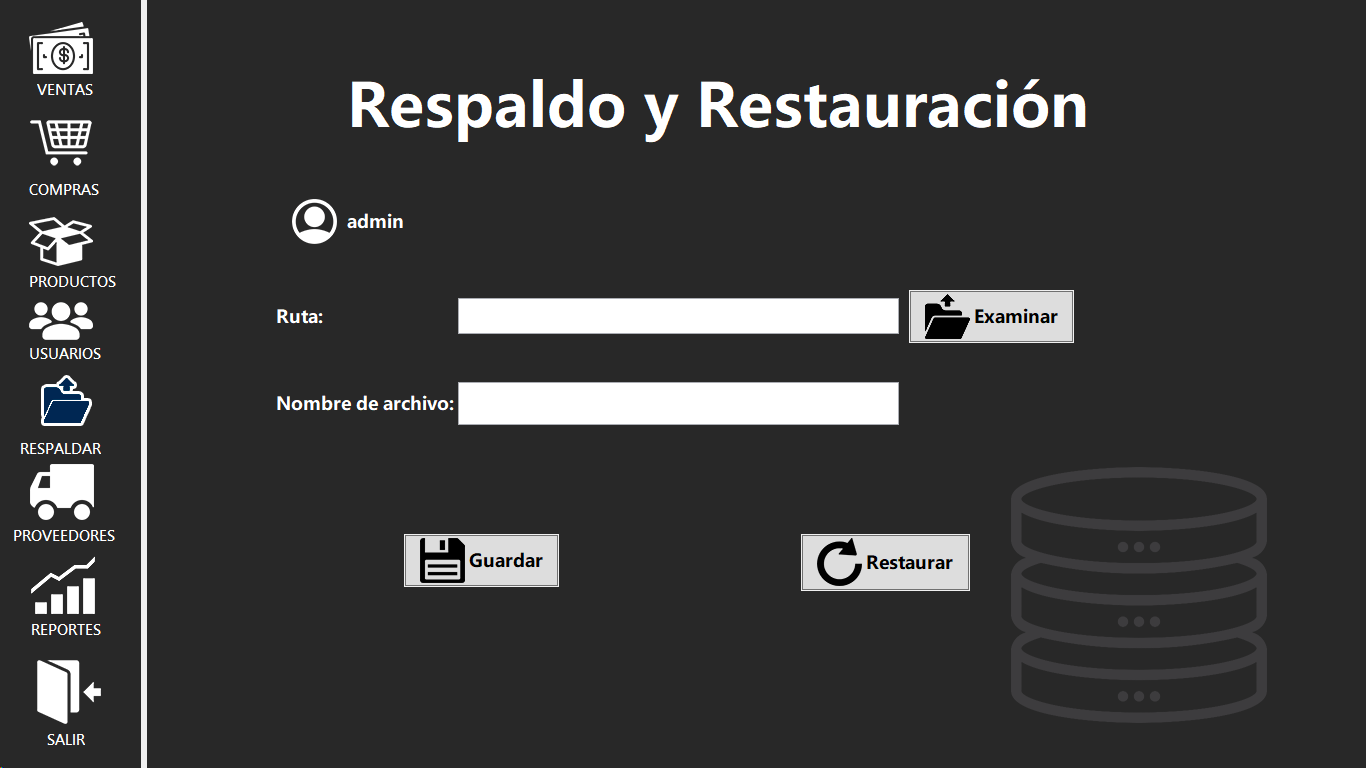 VENTAS
COMPRAS
PRODUCTOS
USUARIOS
RESPALDAR
PROVEEDORES
REPORTES
SALIR
Respaldo y Restauración
admin
Ruta:
Examinar
Nombre de archivo:
Guardar
Restaurar